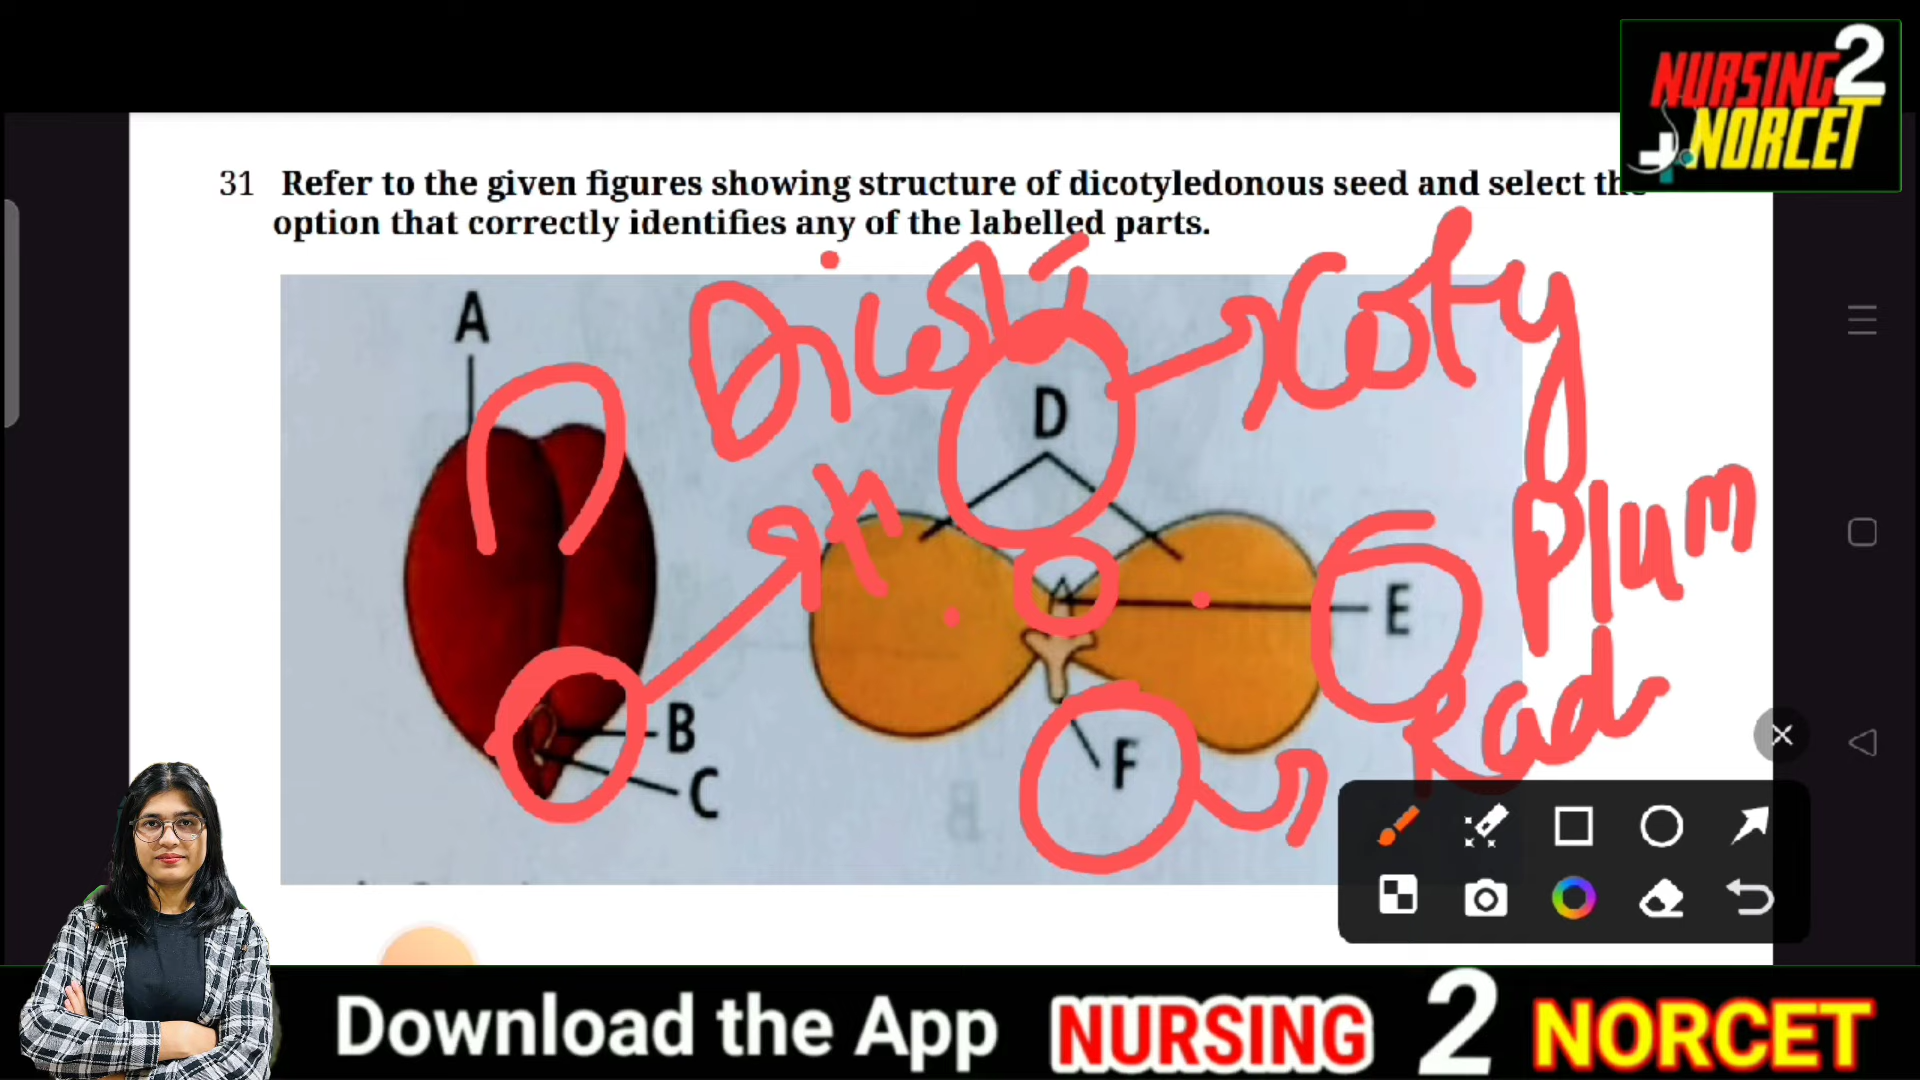 NURSING 2
NORCET
31 Refer to the given figures showing structure of dicotyledonous seed and select the
option that correctly identifies any of the labelled parts.
A
D
Coty
Plum
E
Rad
B
C
F
Download the App NURSING 2 NORCET